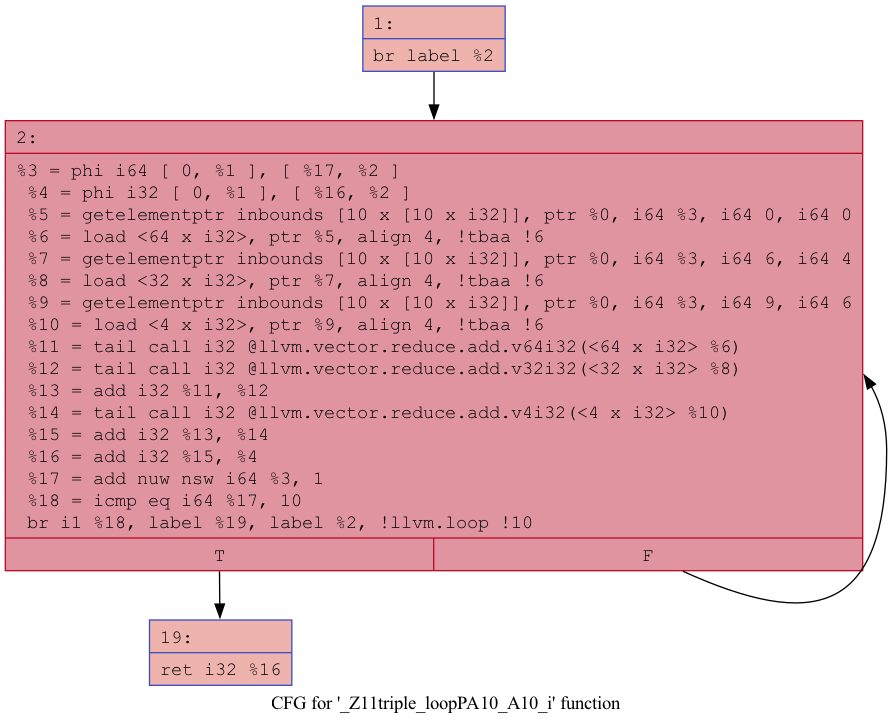 1:
br label %2
2:
%3 = phi i64 [ 0, %1 ], [ %17, %2 ]
%4 = phi i32 [ 0, %1 ], [ %16, %2 ]
%5 = getelementptr inbounds [10 x [10 x i32]], ptr %0, i64 %3, i64 0, i64 0
%6 = load <64 x i32>, ptr %5, align 4, !tbaa !6
%7 = getelementptr inbounds [10 x [10 x i32]], ptr %0, i64 %3, i64 6, i64 4
%8 = load <32 x i32>, ptr %7, align 4, !tbaa !6
%9 = getelementptr inbounds [10 x [10 x i32]], ptr %0, i64 %3, i64 9, i64 6
%10 = load <4 x i32>, ptr %9, align 4, !tbaa !6
%11 = tail call i32 @llvm.vector.reduce.add.v64i32(<64 x i32> %6)
%12 = tail call i32 @llvm.vector.reduce.add.v32i32(<32 x i32> %8)
%13 = add i32 %11, %12
%14 = tail call i32 @llvm.vector.reduce.add.v4i32(<4 x i32> %10)
%15 = add i32 %13, %14
%16 = add i32 %15, %4
%17 = add nuw nsw i64 %3, 1
%18 = icmp eq i64 %17, 10
br i1 %18, label %19, label %2, !llvm.loop !10
T F
19:
ret i32 %16
CFG for '_Z11triple_loopPA10_A10_i' function